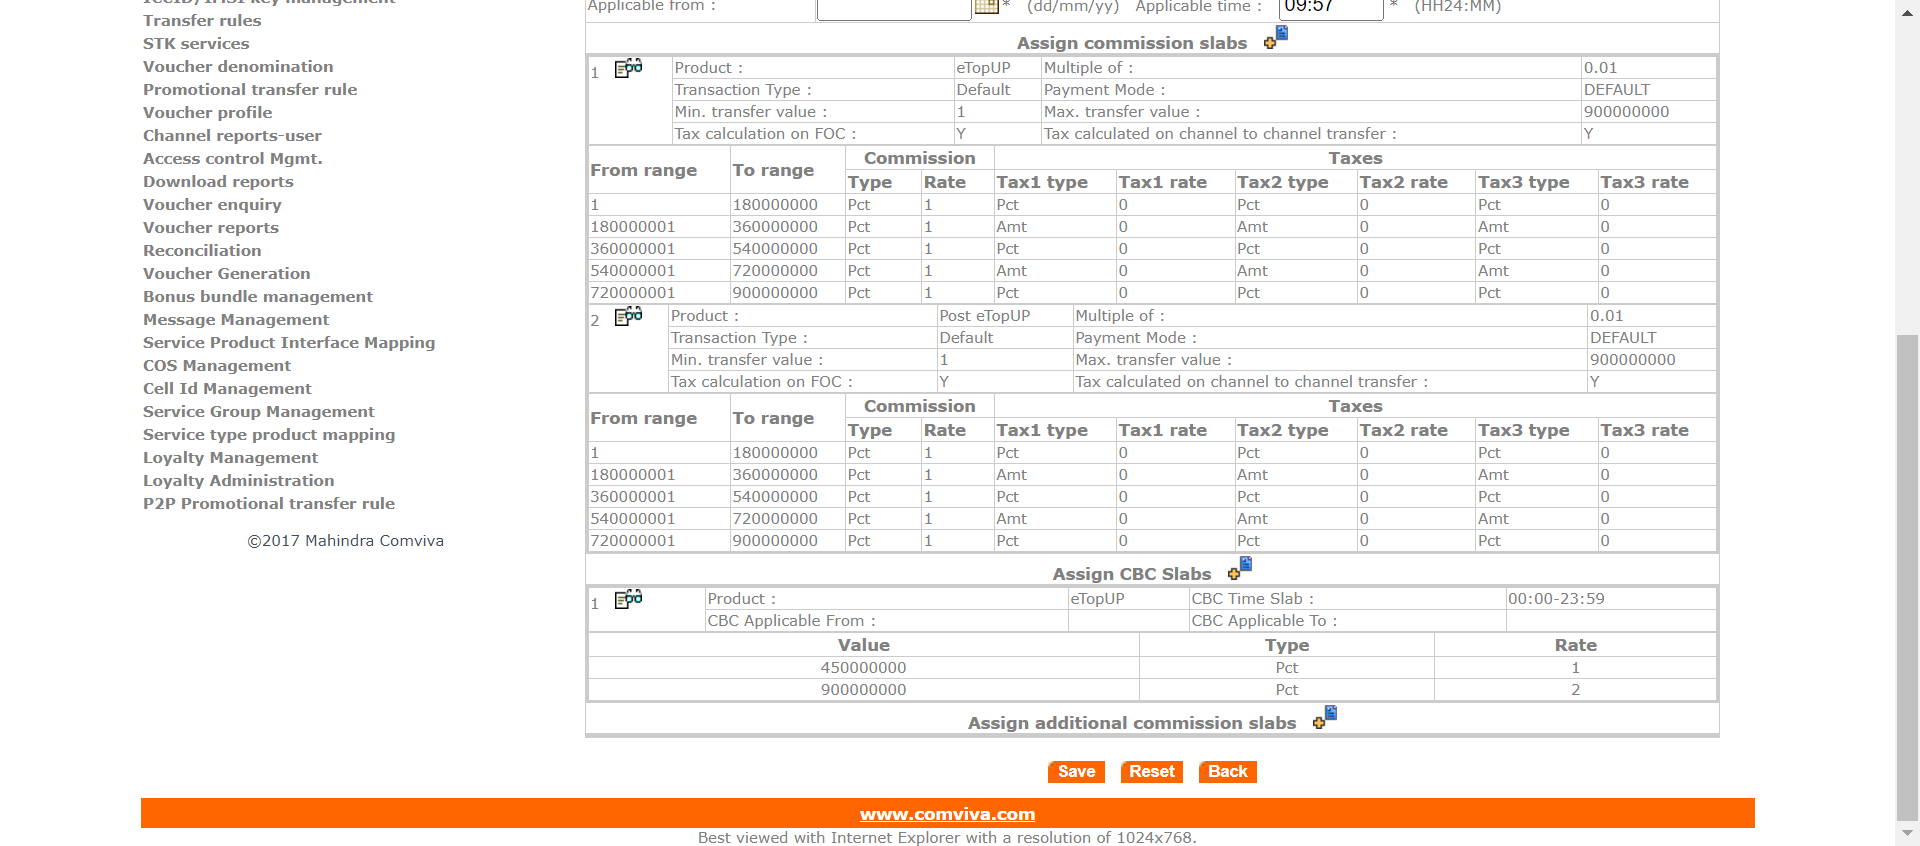 ICCID/IMSI key management
Transfer rules
STK services
Voucher denomination
Promotional transfer rule
Voucher profile
Channel reports-user
Access control Mgmt.
Download reports
Voucher enquiry
Voucher reports
Reconciliation
Voucher Generation
Bonus bundle management
Message Management
Service Product Interface Mapping
COS Management
Cell Id Management
Service Group Management
Service type product mapping
Loyalty Management
Loyalty Administration
P2P Promotional transfer rule
©2017 Mahindra Comviva
Applicable from : * (dd/mm/yy) Applicable time : 09:57 * (HH24:MM)
Assign commission slabs
1 Product : eTopUP Multiple of : 0.01
Transaction Type : Default Payment Mode : DEFAULT
Min. transfer value : 1 Max. transfer value : 900000000
Tax calculation on FOC : Y Tax calculated on channel to channel transfer : Y
From range To range Commission Taxes
Type Rate Tax1 type Tax1 rate Tax2 type Tax2 rate Tax3 type Tax3 rate
1 180000000 Pct 1 Pct 0 Pct 0 Pct 0
180000001 360000000 Pct 1 Amt 0 Amt 0 Amt 0
360000001 540000000 Pct 1 Pct 0 Pct 0 Pct 0
540000001 720000000 Pct 1 Amt 0 Amt 0 Amt 0
720000001 900000000 Pct 1 Pct 0 Pct 0 Pct 0
2 Product : Post eTopUP Multiple of : 0.01
Transaction Type : Default Payment Mode : DEFAULT
Min. transfer value : 1 Max. transfer value : 900000000
Tax calculation on FOC : Y Tax calculated on channel to channel transfer : Y
From range To range Commission Taxes
Type Rate Tax1 type Tax1 rate Tax2 type Tax2 rate Tax3 type Tax3 rate
1 180000000 Pct 1 Pct 0 Pct 0 Pct 0
180000001 360000000 Pct 1 Amt 0 Amt 0 Amt 0
360000001 540000000 Pct 1 Pct 0 Pct 0 Pct 0
540000001 720000000 Pct 1 Amt 0 Amt 0 Amt 0
720000001 900000000 Pct 1 Pct 0 Pct 0 Pct 0
Assign CBC Slabs
1 Product : eTopUP CBC Time Slab : 00:00-23:59
CBC Applicable From : CBC Applicable To :
Value Type Rate
450000000 Pct 1
900000000 Pct 2
Assign additional commission slabs
Save Reset Back
www.comviva.com
Best viewed with Internet Explorer with a resolution of 1024x768.